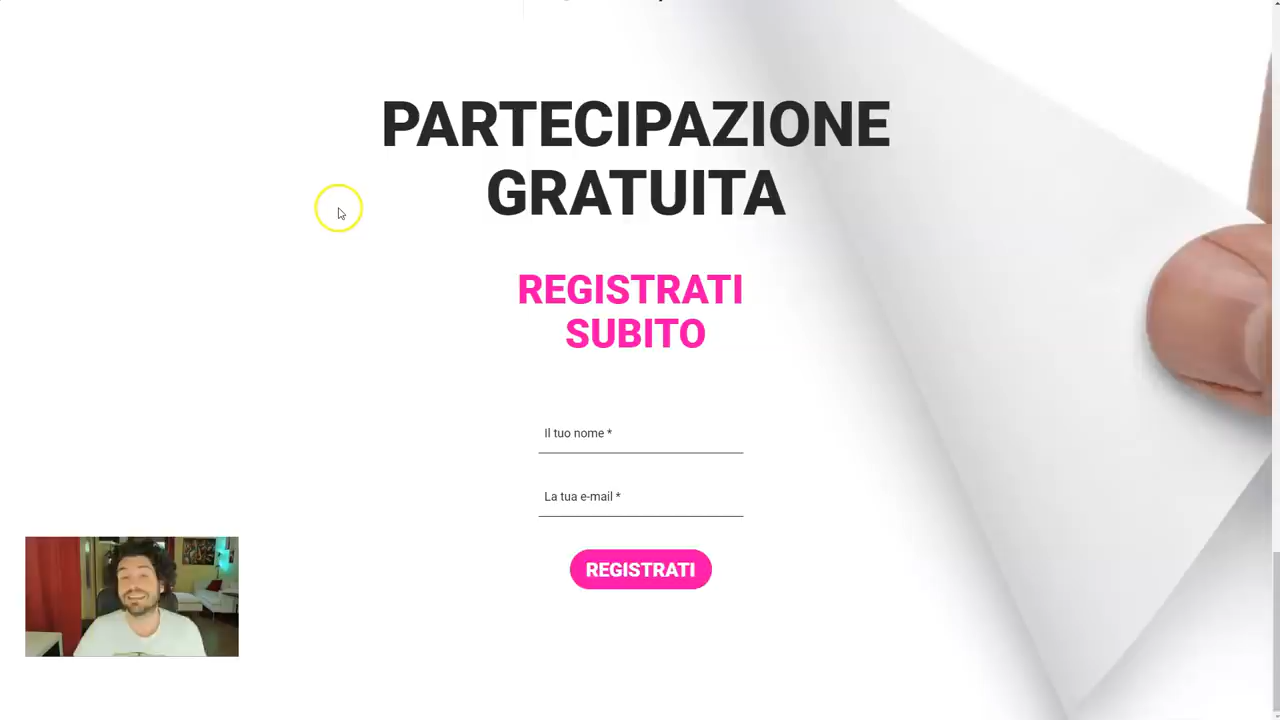 PARTECIPAZIONE
GRATUITA
REGISTRATI
SUBITO
Il tuo nome *
La tua e-mail *
REGISTRATI